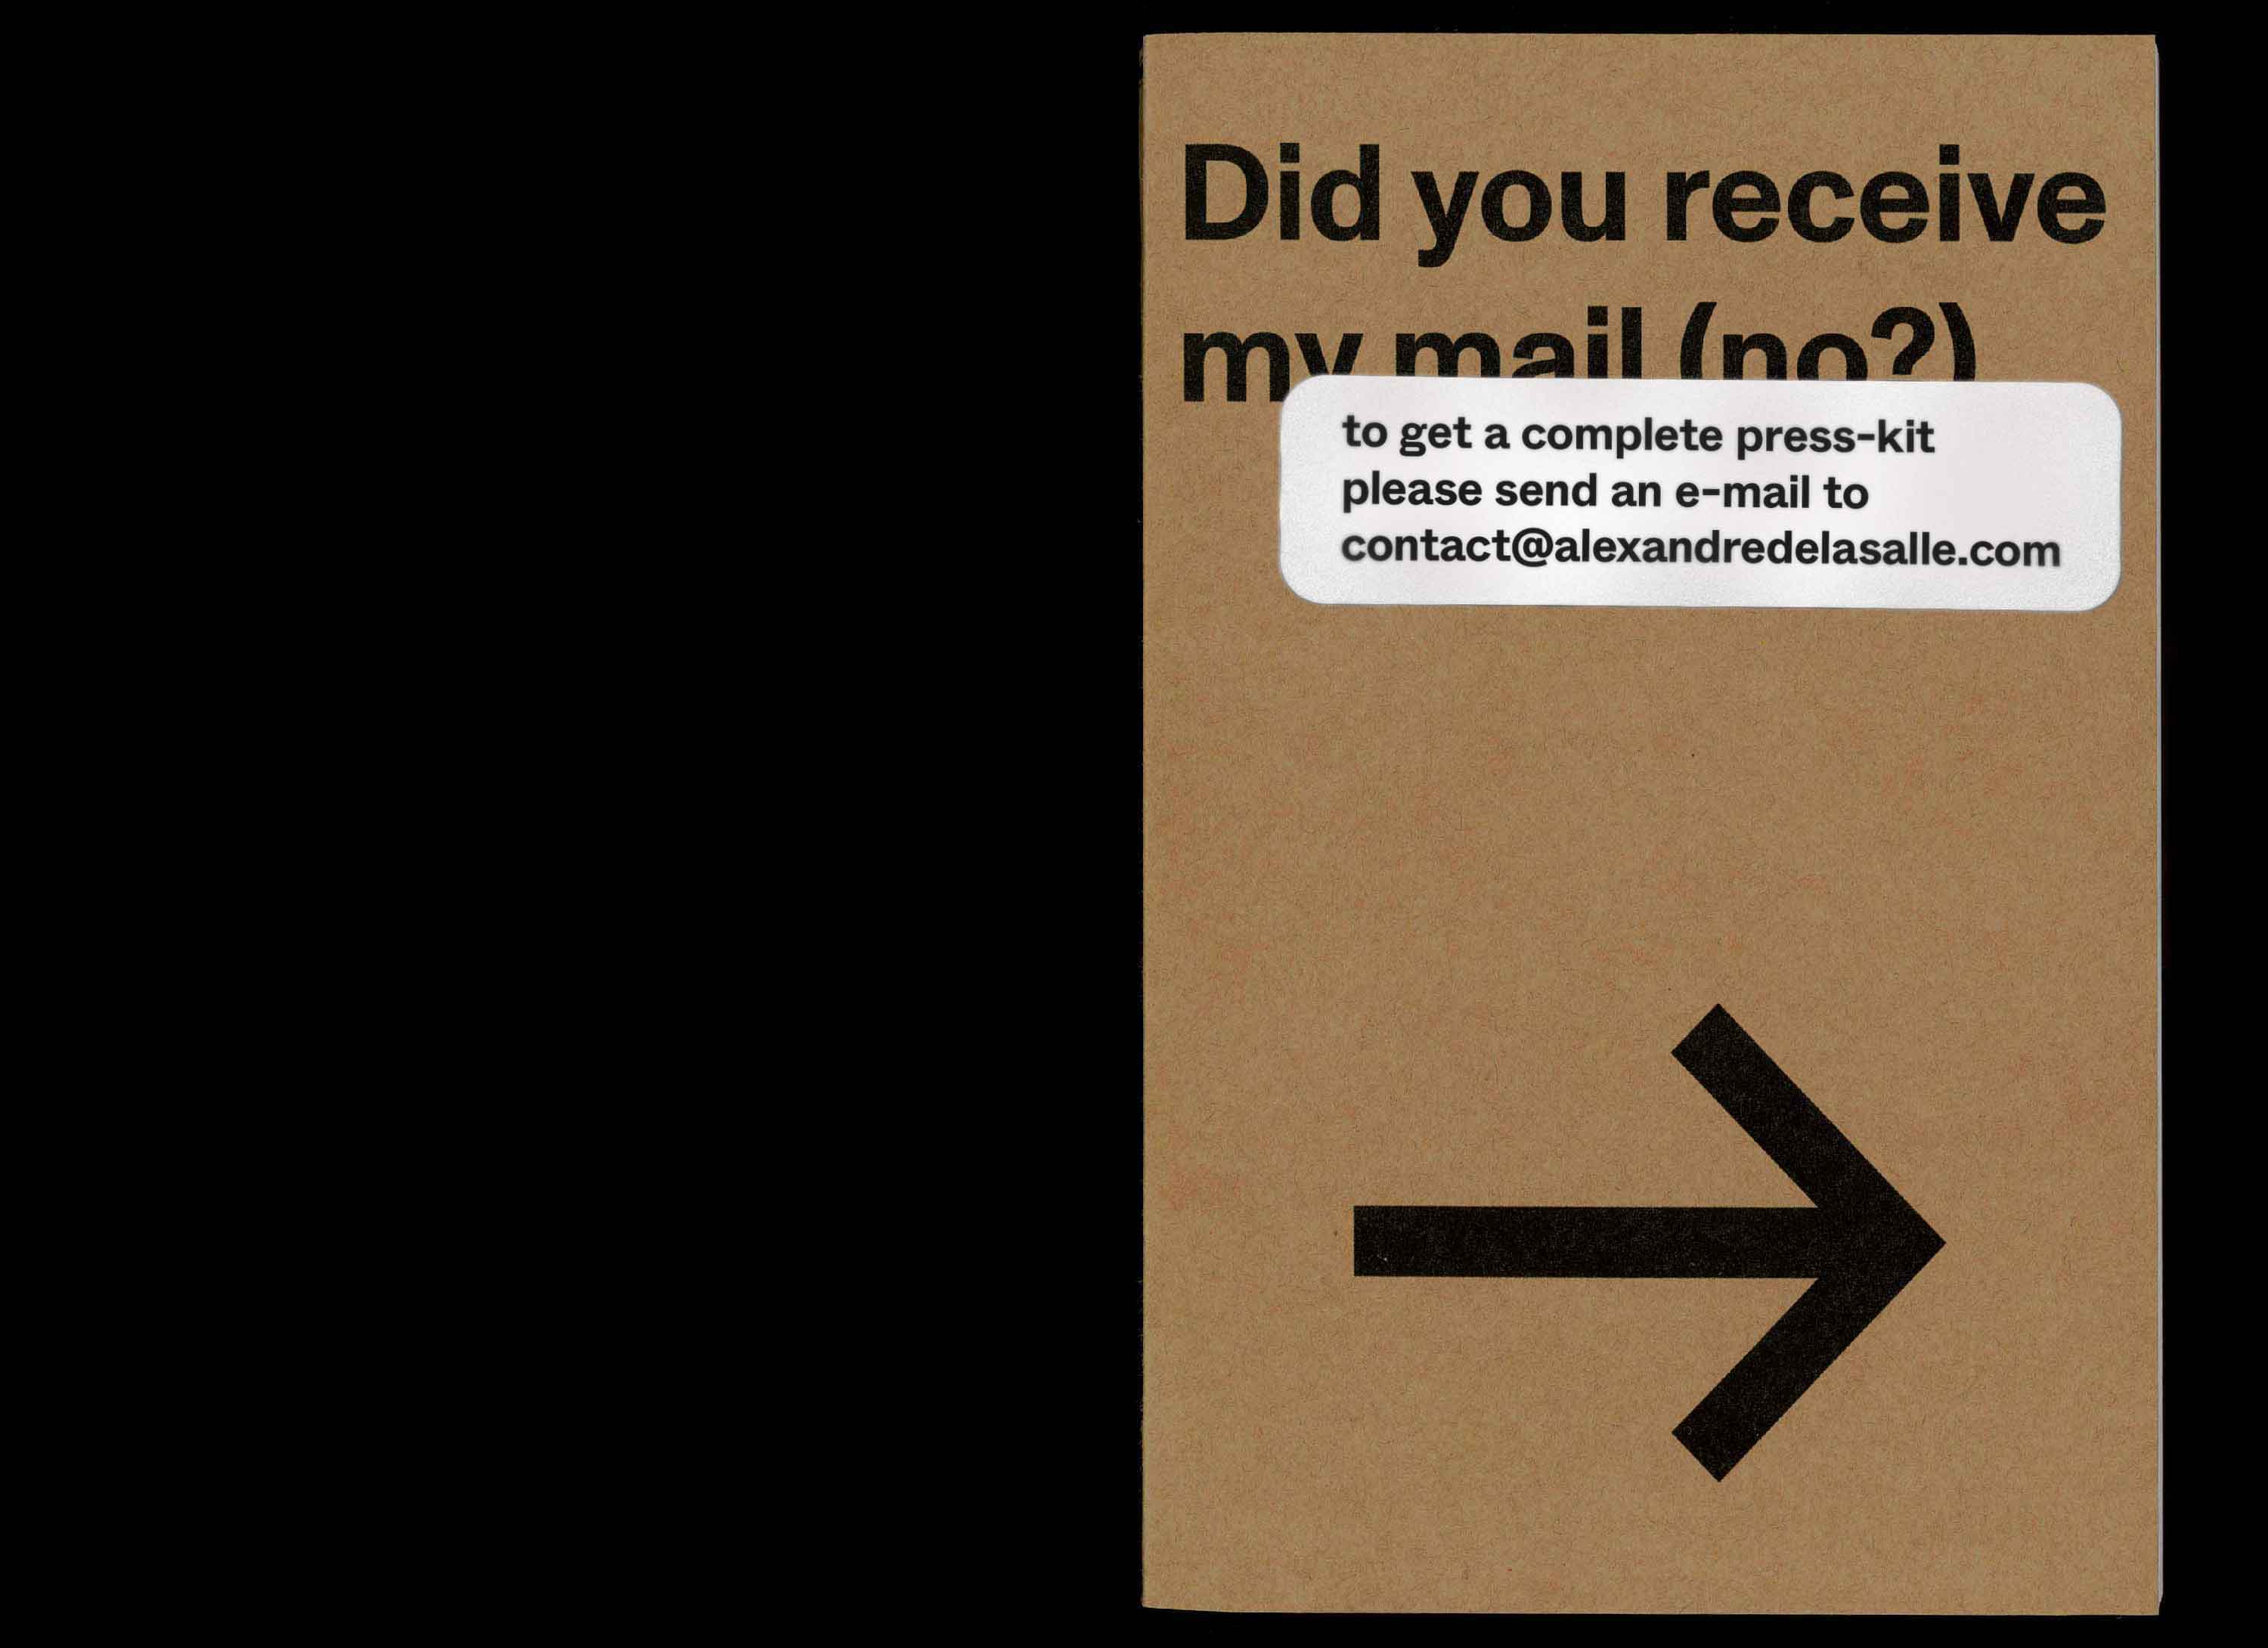 Did you receive
my mail (no?)
to get a complete press-kit
please send an e-mail to
contact@alexandredelasalle.com